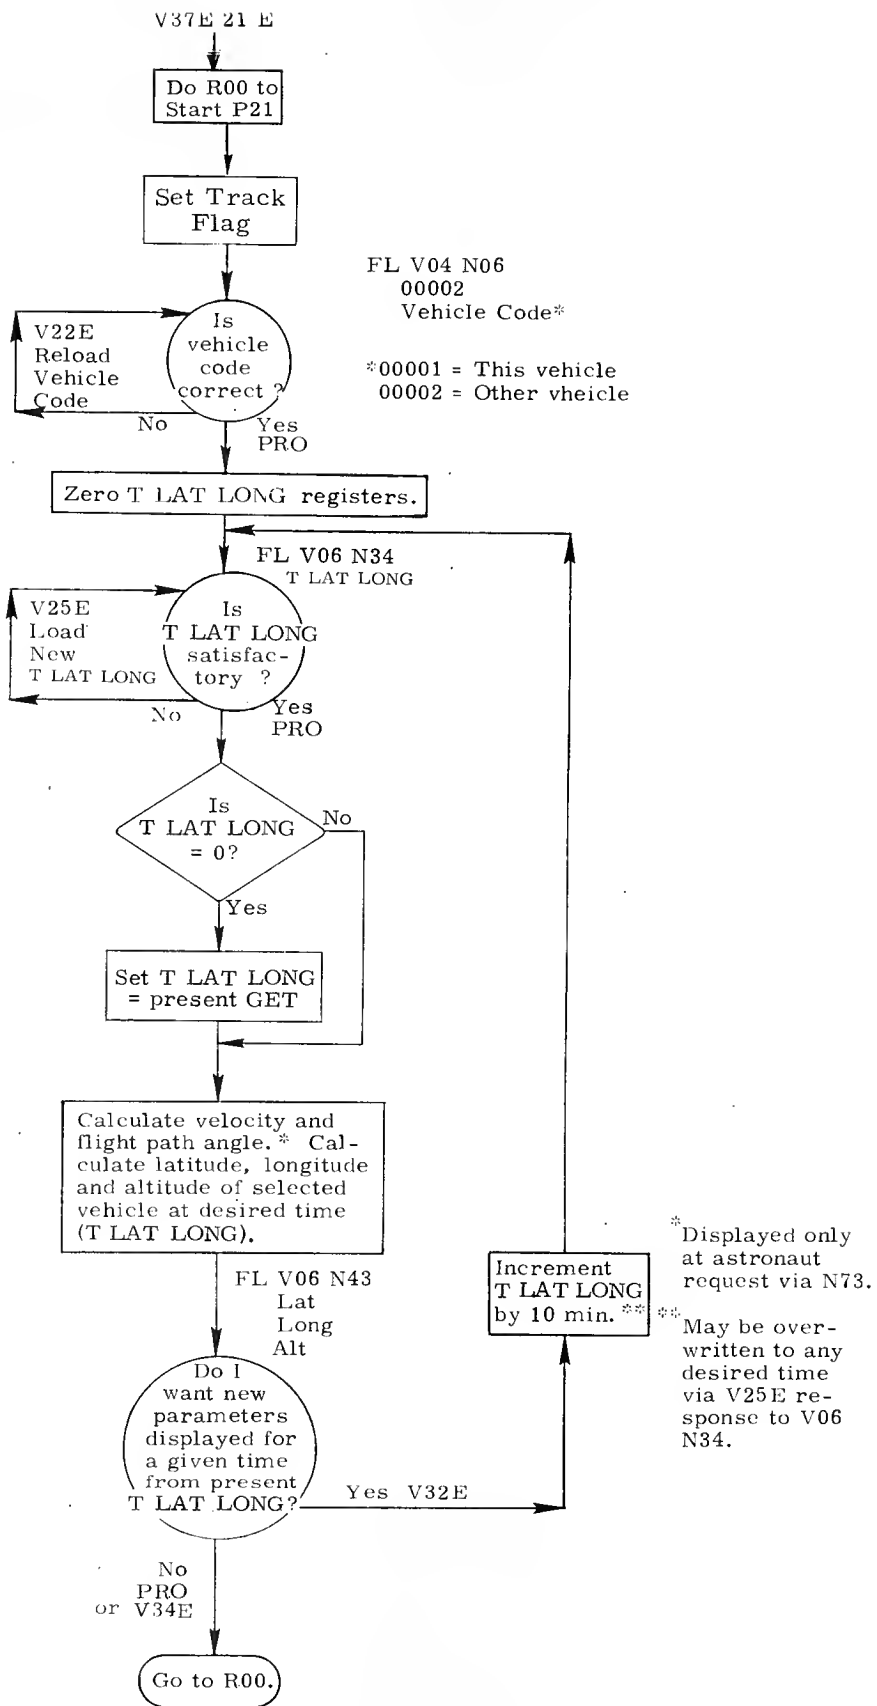 V37E 21 E
Do R00 to
Start P21
Set Track
Flag
FL V04 N06
00002
Vehicle Code*
*00001 = This vehicle
00002 = Other vheicle
Is
vehicle
code
correct ?
V22E
Reload
Vehicle
Code
No
Yes
PRO
Zero T LAT LONG registers.
FL V06 N34
T LAT LONG
Is
T LAT LONG
satisfac-
tory ?
V25E
Load
New
T LAT LONG
No
Yes
PRO
Is
T LAT LONG
= 0?
No
Yes
Set T LAT LONG
= present GET
Calculate velocity and
flight path angle.* Cal-
culate latitude, longitude
and altitude of selected
vehicle at desired time
(T LAT LONG).
FL V06 N43
Lat
Long
Alt
Increment
T LAT LONG
by 10 min.**
*Displayed only
at astronaut
request via N73.
**May be over-
written to any
desired time
via V25E re-
sponse to V06
N34.
Do I
want new
parameters
displayed for
a given time
from present
T LAT LONG?
Yes V32E
No
PRO
or V34E
Go to R00.